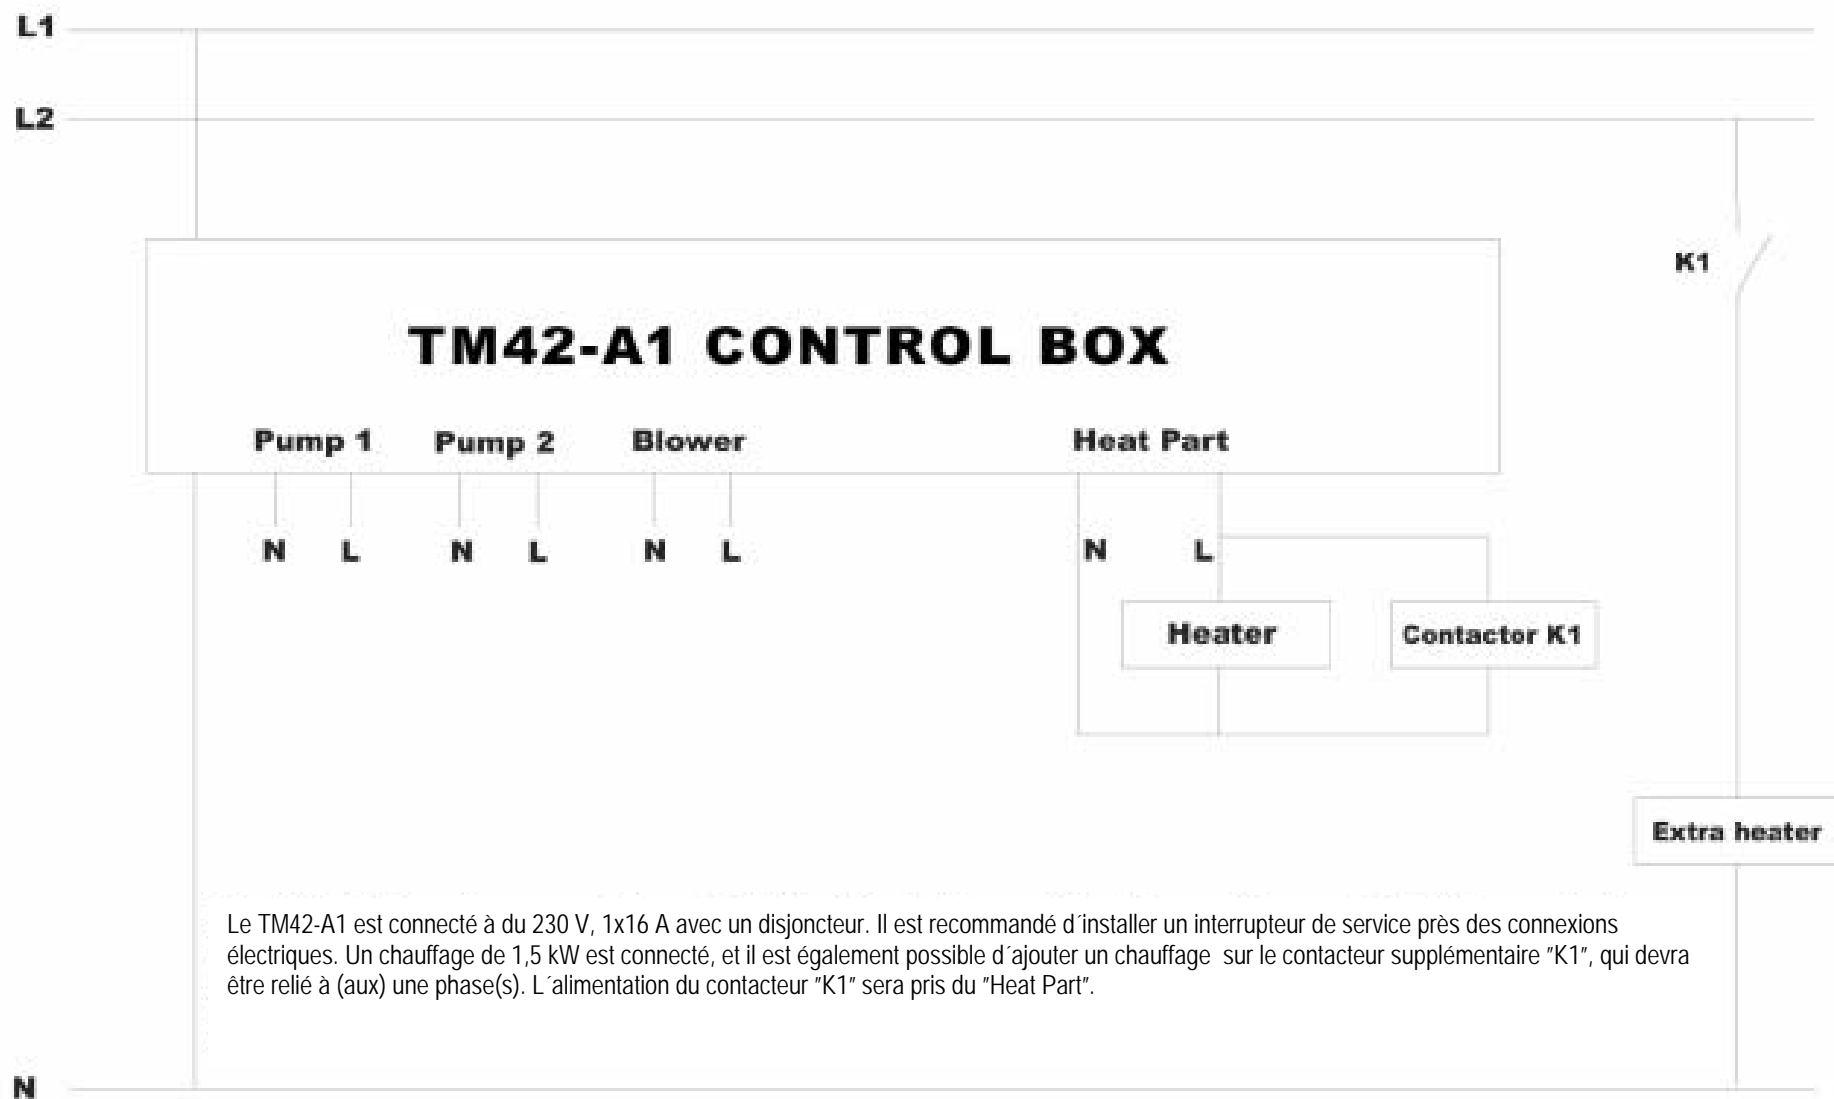 L1
L2
K1
TM42-A1 CONTROL BOX
Pump 1 Pump 2 Blower Heat Part
N L N L N L N L
Heater Contactor K1
Extra heater
Le TM42-A1 est connecté à du 230 V, 1x16 A avec un disjoncteur. Il est recommandé d´installer un interrupteur de service près des connexions
électriques. Un chauffage de 1,5 kW est connecté, et il est également possible d´ajouter un chauffage sur le contacteur supplémentaire "K1", qui devra
être relié à (aux) une phase(s). L´alimentation du contacteur "K1" sera pris du "Heat Part".
N